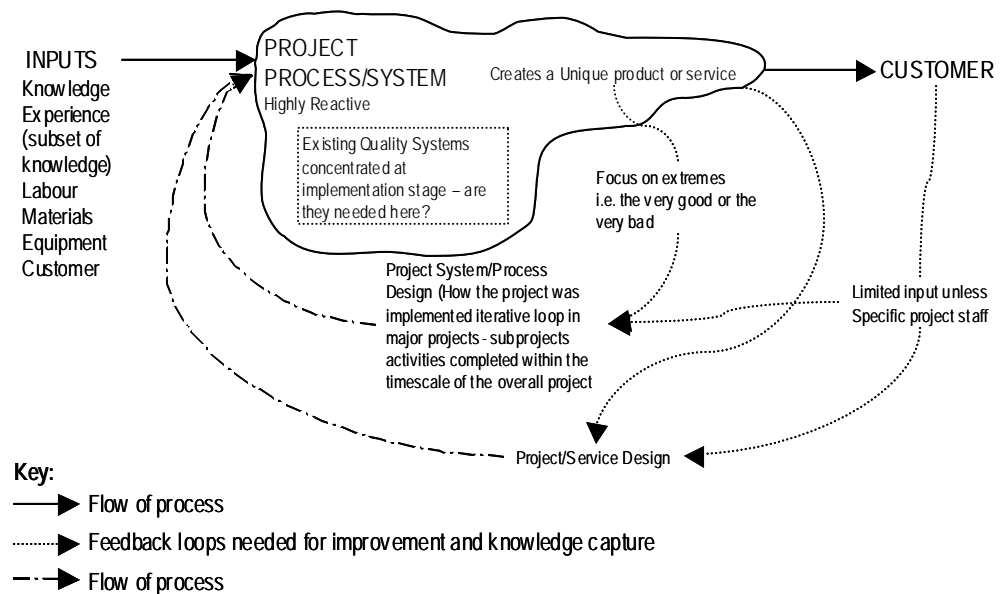 INPUTS
Knowledge
Experience
(subset of
knowledge)
Labour
Materials
Equipment
Customer
PROJECT
PROCESS/SYSTEM
Highly Reactive
Creates a Unique product or service
CUSTOMER
Existing Quality Systems
concentrated at
implementation stage – are
they needed here?
Focus on extremes
i.e. the very good or the
very bad
Project System/Process
Design (How the project was
implemented iterative loop in
major projects - subprojects
activities completed within the
timescale of the overall project
Limited input unless
Specific project staff
Project/Service Design
Key:
Flow of process
Feedback loops needed for improvement and knowledge capture
Flow of process